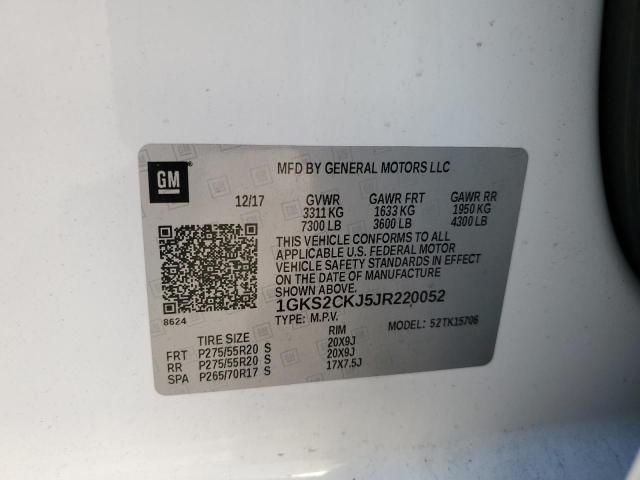 GM
MFD BY GENERAL MOTORS LLC
12/17 GVWR GAWR FRT GAWR RR
3311 KG 1633 KG 1950 KG
7300 LB 3600 LB 4300 LB
THIS VEHICLE CONFORMS TO ALL
APPLICABLE U.S. FEDERAL MOTOR
VEHICLE SAFETY STANDARDS IN EFFECT
ON THE DATE OF MANUFACTURE SHOWN ABOVE.
1GKS2CKJ5JR220052
8624
TYPE: M.P.V. MODEL: 52TK15706
TIRE SIZE RIM
FRT P275/55R20 S 20X9J
RR P275/55R20 S 20X9J
SPA P265/70R17 S 17X7.5J